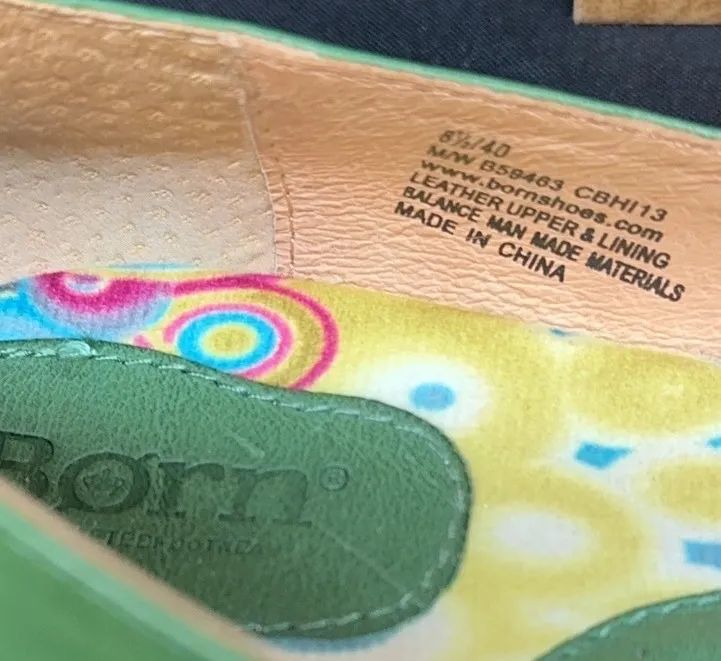 8½/40
M/W B59463 CBHI13
www.bornshoes.com
LEATHER UPPER & LINING
BALANCE MAN MADE MATERIALS
MADE IN CHINA
Børn®